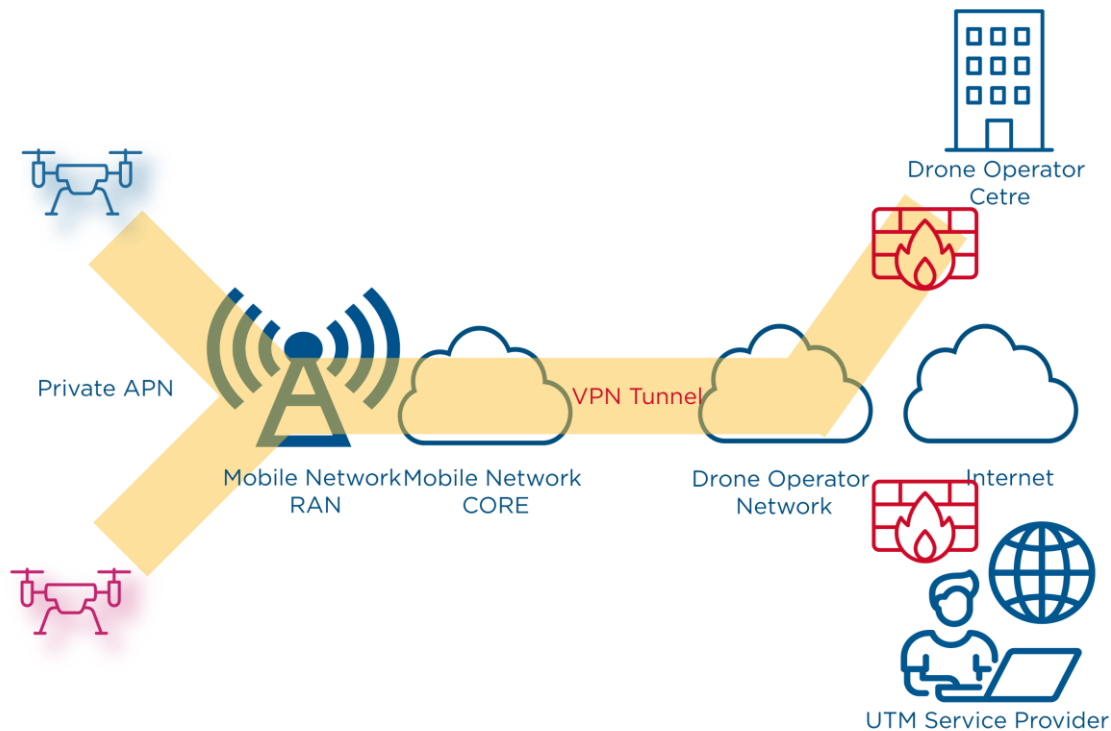 Drone Operator
Cetre
Private APN
VPN Tunnel
Mobile Network
RAN
Mobile Network
CORE
Drone Operator
Network
Internet
UTM Service Provider